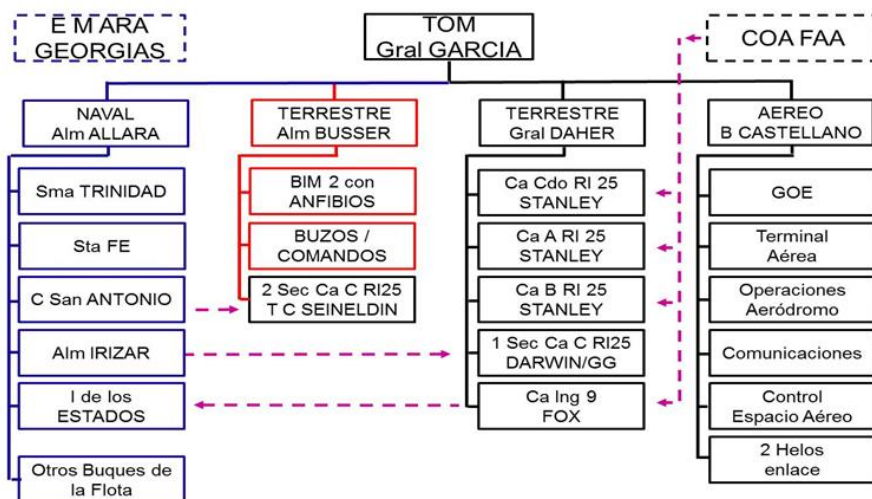 E M ARA
GEORGIAS
TOM
Gral GARCIA
COA FAA
NAVAL
Alm ALLARA
TERRESTRE
Alm BUSSER
TERRESTRE
Gral DAHER
AEREO
B CASTELLANO
Sma TRINIDAD
Sta FE
C San ANTONIO
Alm IRIZAR
I de los
ESTADOS
Otros Buques de
la Flota
BIM 2 con
ANFIBIOS
BUZOS /
COMANDOS
2 Sec Ca C RI25
T C SEINELDIN
Ca Cdo RI 25
STANLEY
Ca A RI 25
STANLEY
Ca B RI 25
STANLEY
1 Sec Ca C RI25
DARWIN/GG
Ca Ing 9
FOX
GOE
Terminal
Aérea
Operaciones
Aeródromo
Comunicaciones
Control
Espacio Aéreo
2 Helos
enlace